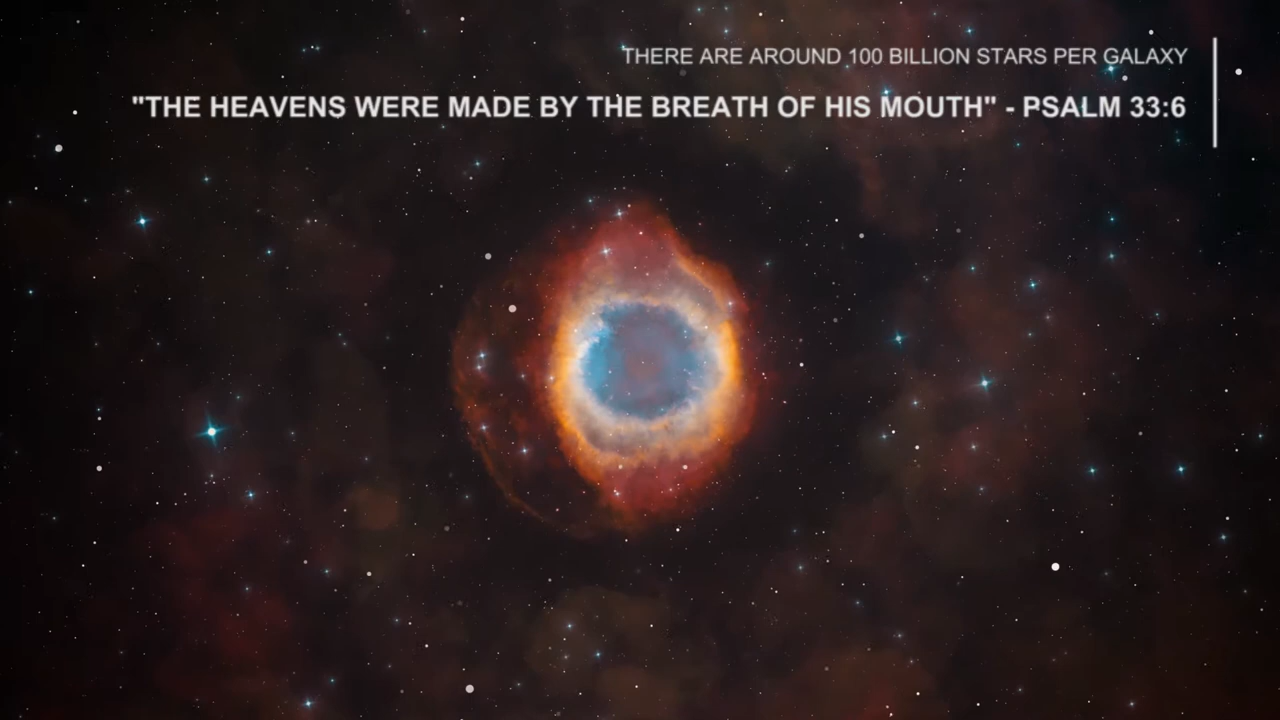 THERE ARE AROUND 100 BILLION STARS PER GALAXY
"THE HEAVENS WERE MADE BY THE BREATH OF HIS MOUTH" - PSALM 33:6